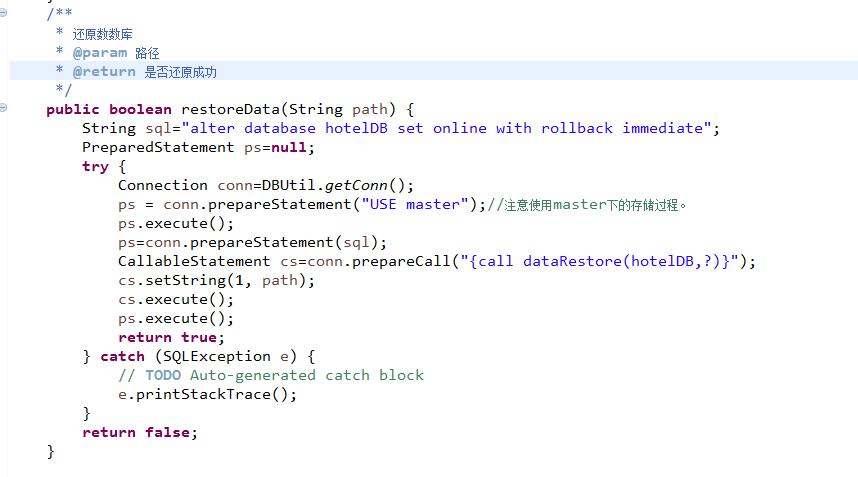 /**
 * 还原数数库
 * @param 路径
 * @return 是否还原成功
 */
public boolean restoreData(String path) {
    String sql="alter database hotelDB set online with rollback immediate";
    PreparedStatement ps=null;
    try {
        Connection conn=DBUtil.getConn();
        ps = conn.prepareStatement("USE master");//注意使用master下的存储过程。
        ps.execute();
        ps=conn.prepareStatement(sql);
        CallableStatement cs=conn.prepareCall("{call dataRestore(hotelDB,?)}");
        cs.setString(1, path);
        cs.execute();
        ps.execute();
        return true;
    } catch (SQLException e) {
        // TODO Auto-generated catch block
        e.printStackTrace();
    }
    return false;
}